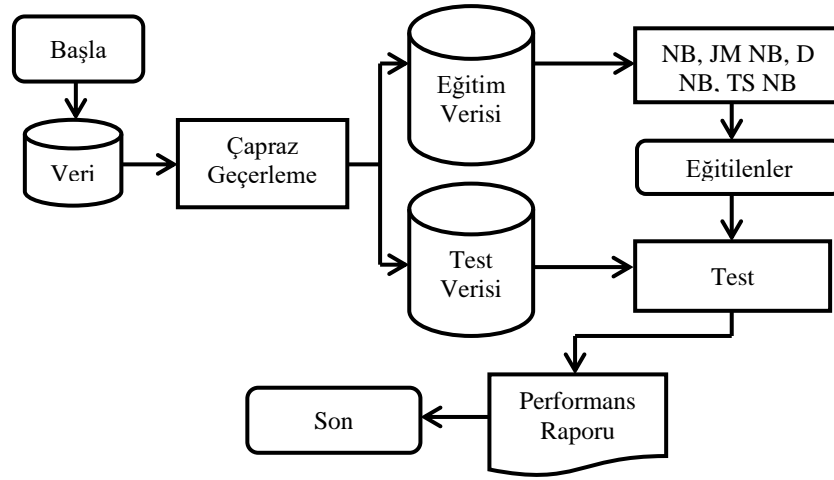 Başla
Veri
Çapraz
Geçerleme
Eğitim
Verisi
NB, JM NB, D
NB, TS NB
Eğitilenler
Test
Verisi
Test
Performans
Raporu
Son